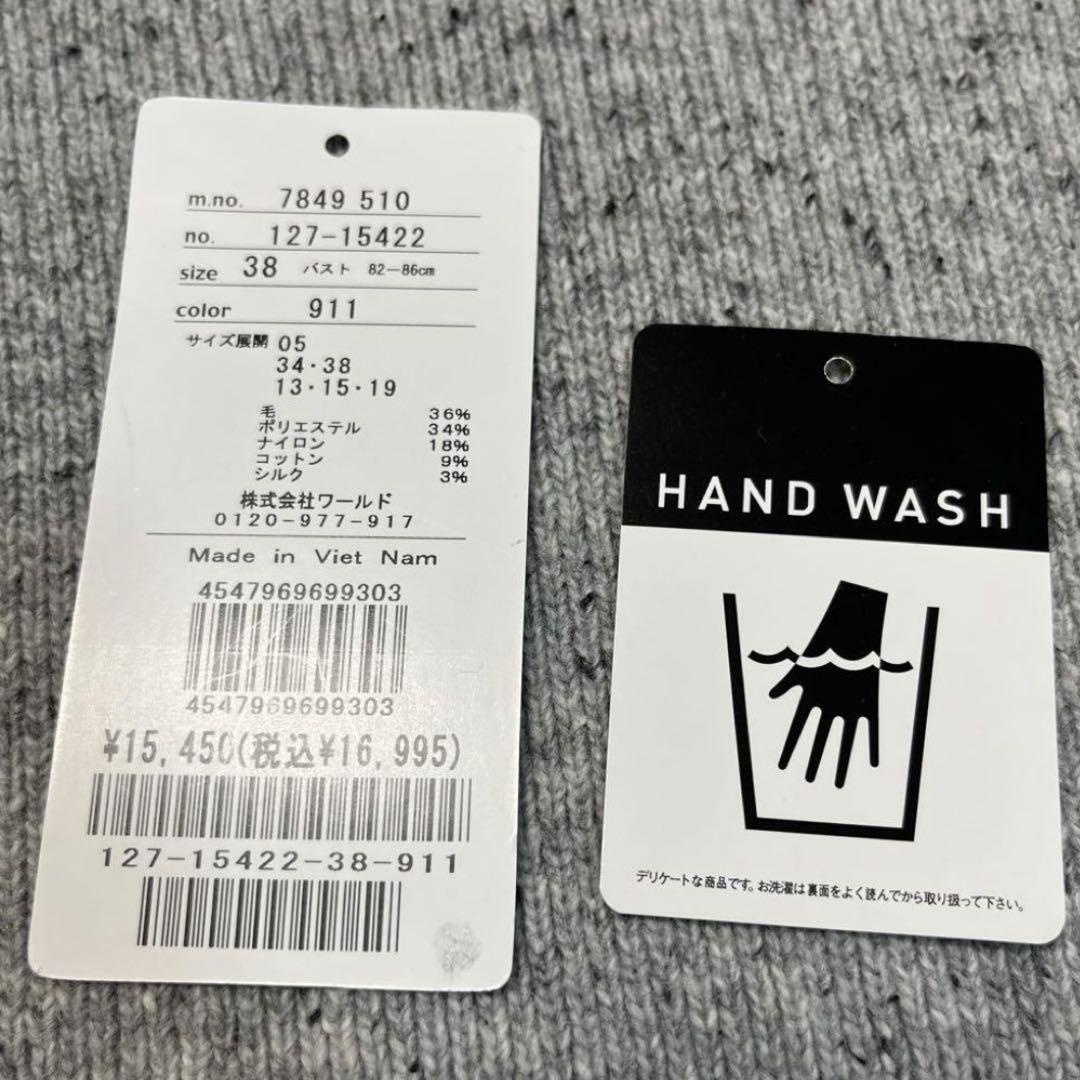 m.no. 7849 510
no. 127-15422
size 38 バスト 82-86cm
color 911
サイズ展開 05
34・38
13・15・19
毛 36%
ポリエステル 34%
ナイロン 18%
コットン 9%
シルク 3%
株式会社ワールド
0120-977-917
Made in Viet Nam
4547969699303
4547969699303
¥15,450(税込¥16,995)
127-15422-38-911
HAND WASH
デリケートな商品です。お洗濯は裏面をよく読んでから取り扱って下さい。